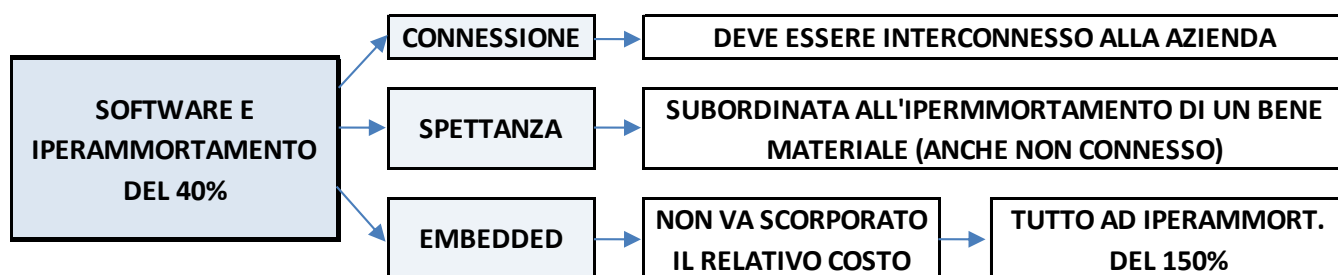 SOFTWARE E
IPERAMMORTAMENTO
DEL 40%
CONNESSIONE
DEVE ESSERE INTERCONNESSO ALLA AZIENDA
SPETTANZA
SUBORDINATA ALL'IPERMMORTAMENTO DI UN BENE
MATERIALE (ANCHE NON CONNESSO)
EMBEDDED
NON VA SCORPORATO
IL RELATIVO COSTO
TUTTO AD IPERAMMORT.
DEL 150%